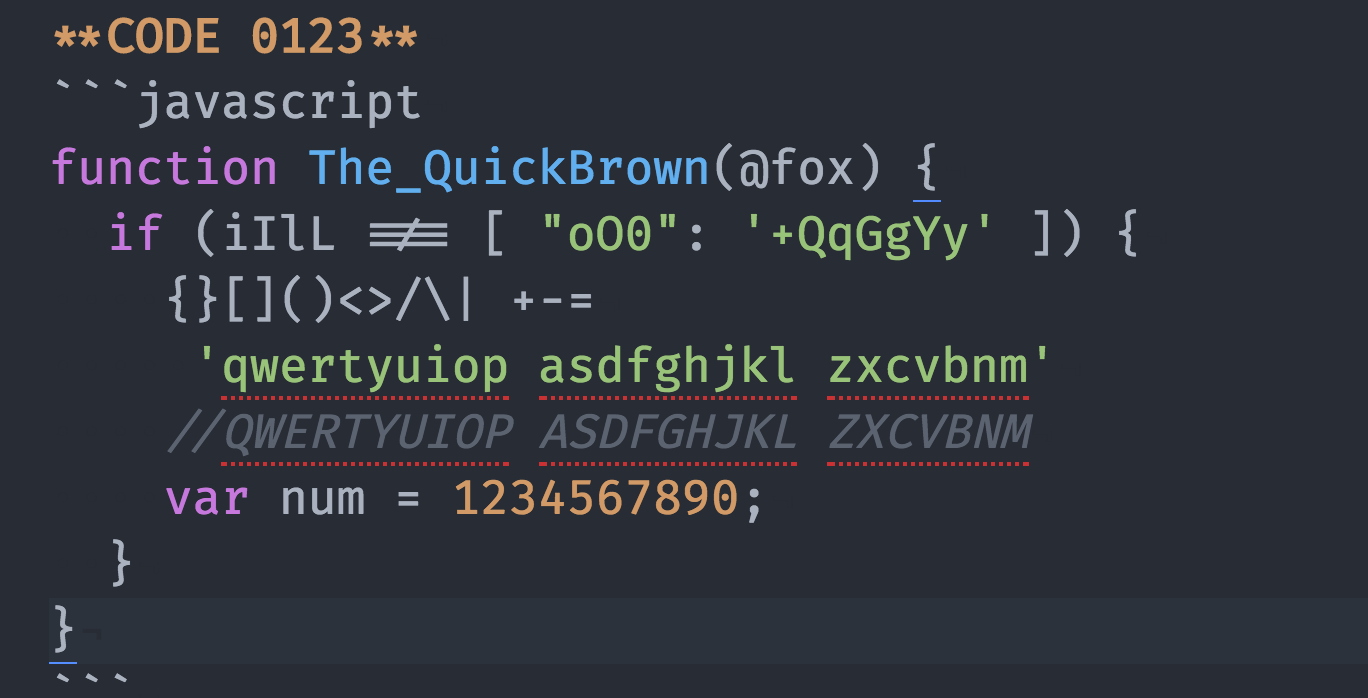 **CODE 0123**
```javascript
function The_QuickBrown(@fox) {
  if (iIlL !== [ "oO0": '+QqGgYy' ]) {
    {}[]()<>/\| +-=
     'qwertyuiop asdfghjkl zxcvbnm'
    //QWERTYUIOP ASDFGHJKL ZXCVBNM
    var num = 1234567890;
  }
}¬
```